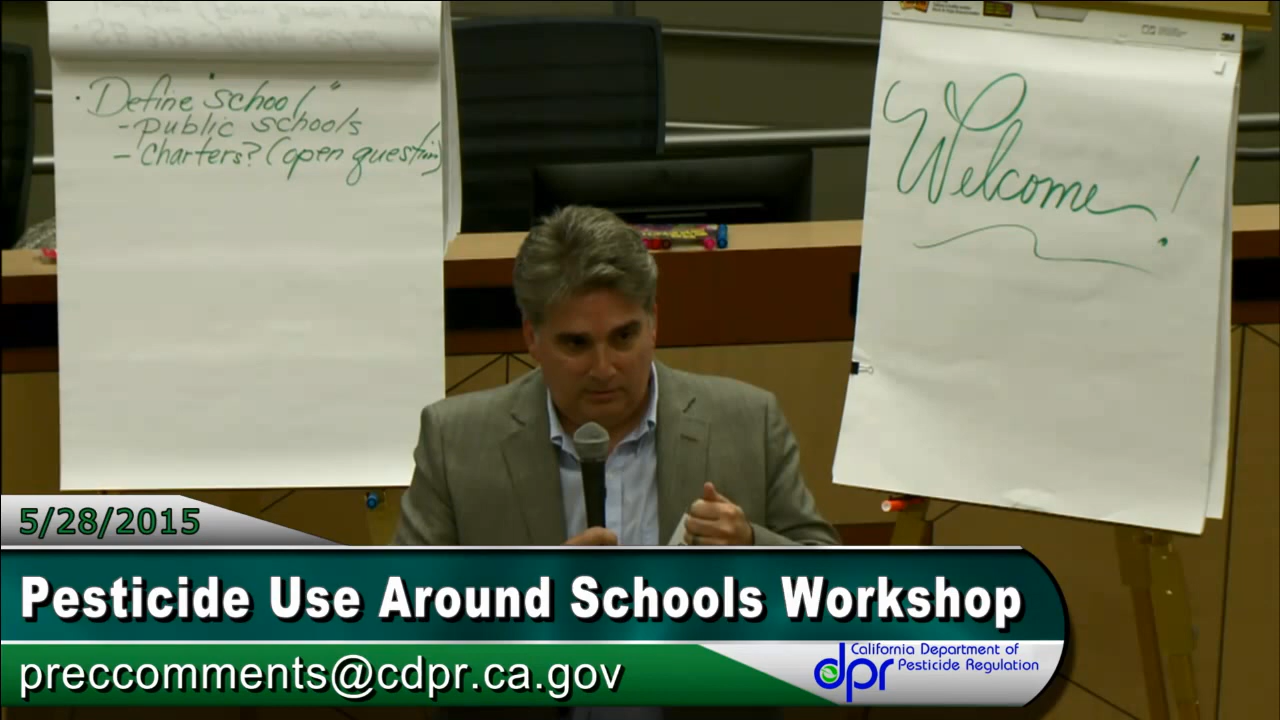 · Define "school"
- public schools
- Charters? (open question)
Welcome!
3M
5/28/2015
Pesticide Use Around Schools Workshop
preccomments@cdpr.ca.gov
dpr
California Department of
Pesticide Regulation